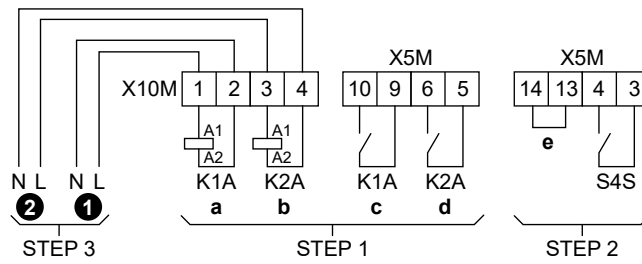 X5M X5M
X10M 1 2 3 4 10 9 6 5 14 13 4 3
A1 A1
A2 A2
e
N L N L K1A K2A K1A K2A S4S
2 1 a b c d
STEP 3 STEP 1 STEP 2